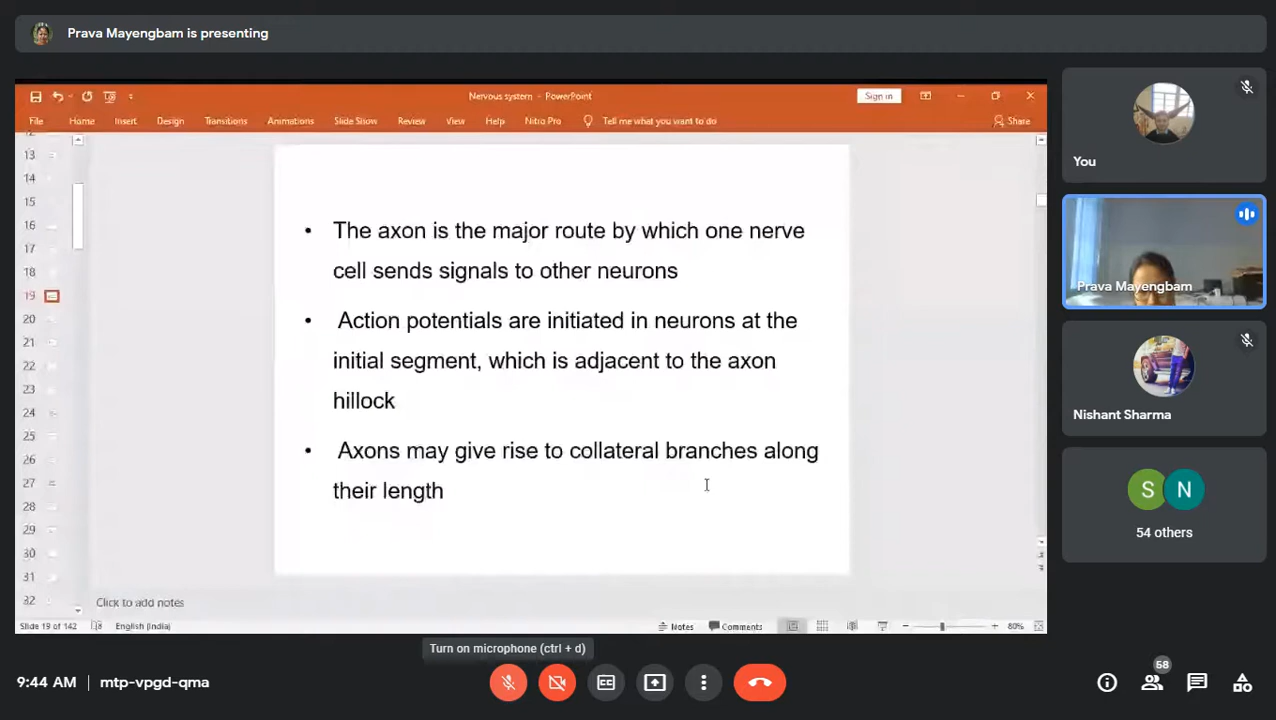 Prava Mayengbam is presenting
Nervous system - PowerPoint
Sign in
File Home Insert Design Transitions Animations Slide Show Review View Help Nitro Pro Tell me what you want to do Share
13
14
15
16
17
18
19
20
21
22
23
24
25
26
27
28
29
30
31
32
• The axon is the major route by which one nerve
cell sends signals to other neurons
• Action potentials are initiated in neurons at the
initial segment, which is adjacent to the axon
hillock
• Axons may give rise to collateral branches along
their length
Click to add notes
Slide 19 of 142 English (India) Notes Comments 80%
You
Prava Mayengbam
Nishant Sharma
S N
54 others
Turn on microphone (ctrl + d)
9:44 AM | mtp-vpgd-qma
CC
58